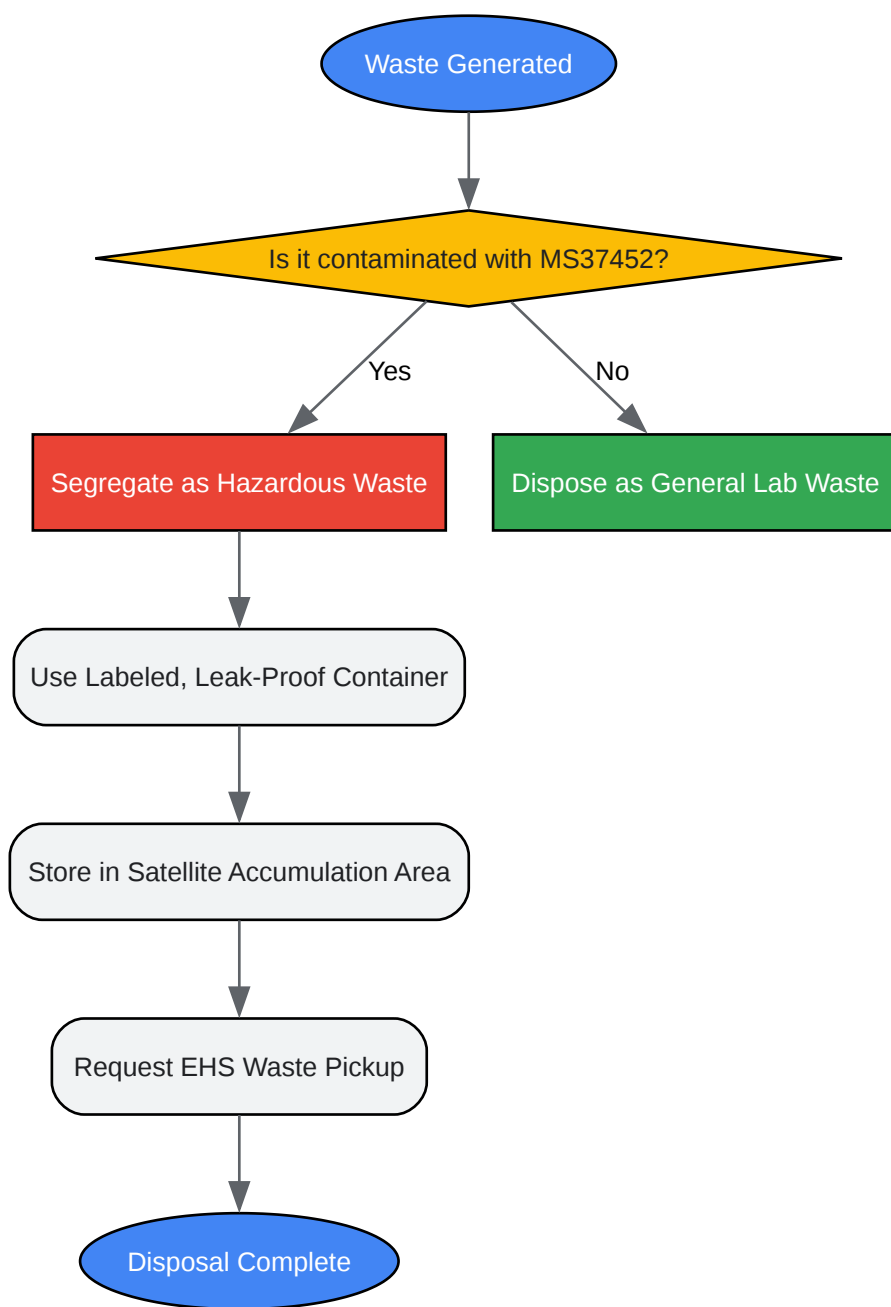 Waste Generated
Is it contaminated with MS37452?
Yes
No
Segregate as Hazardous Waste
Dispose as General Lab Waste
Use Labeled, Leak-Proof Container
Store in Satellite Accumulation Area
Request EHS Waste Pickup
Disposal Complete